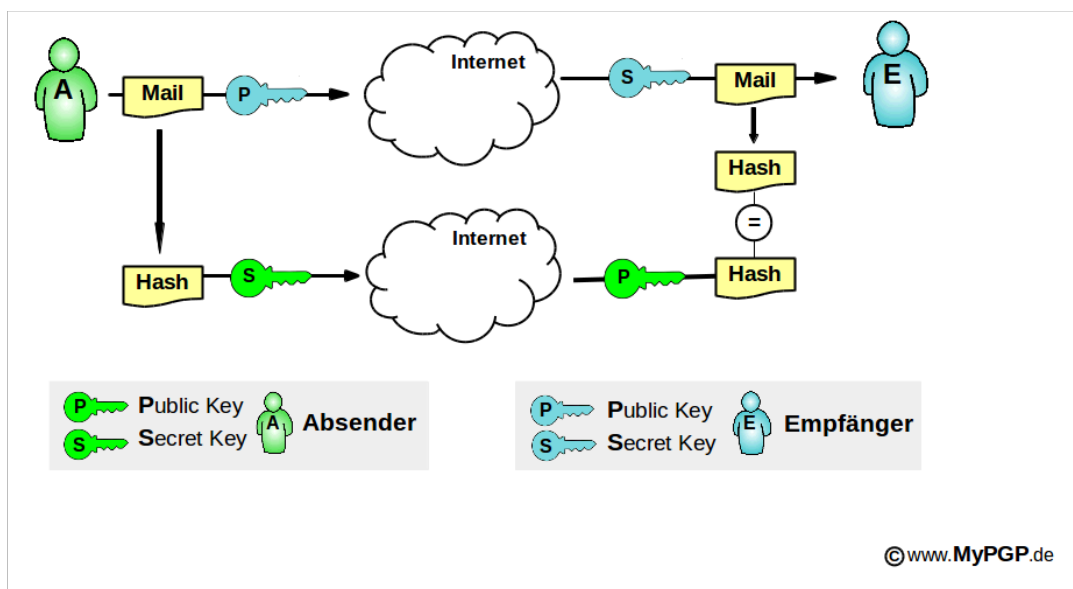 A
Mail
P
Internet
S
Mail
E
Hash
=
Hash
S
Internet
P
Hash
P Public Key
S Secret Key
A
Absender
P Public Key
S Secret Key
E
Empfänger
© www.MyPGP.de